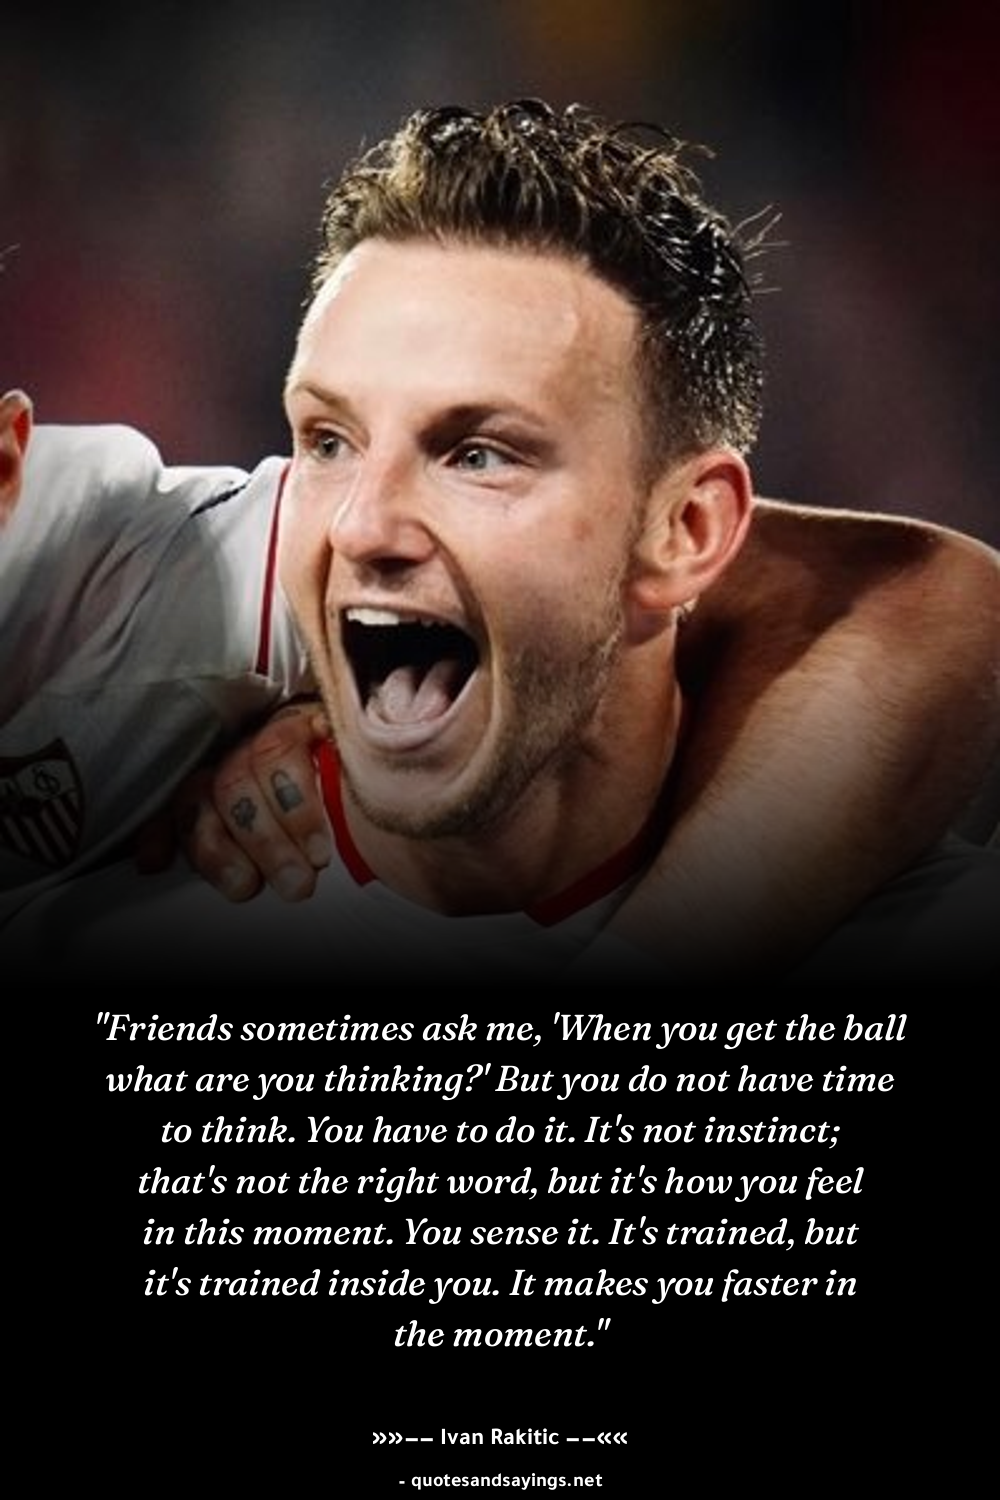 "Friends sometimes ask me, 'When you get the ball
what are you thinking?' But you do not have time
to think. You have to do it. It's not instinct;
that's not the right word, but it's how you feel
in this moment. You sense it. It's trained, but
it's trained inside you. It makes you faster in
the moment."
»»–– Ivan Rakitic ––««
- quotesandsayings.net